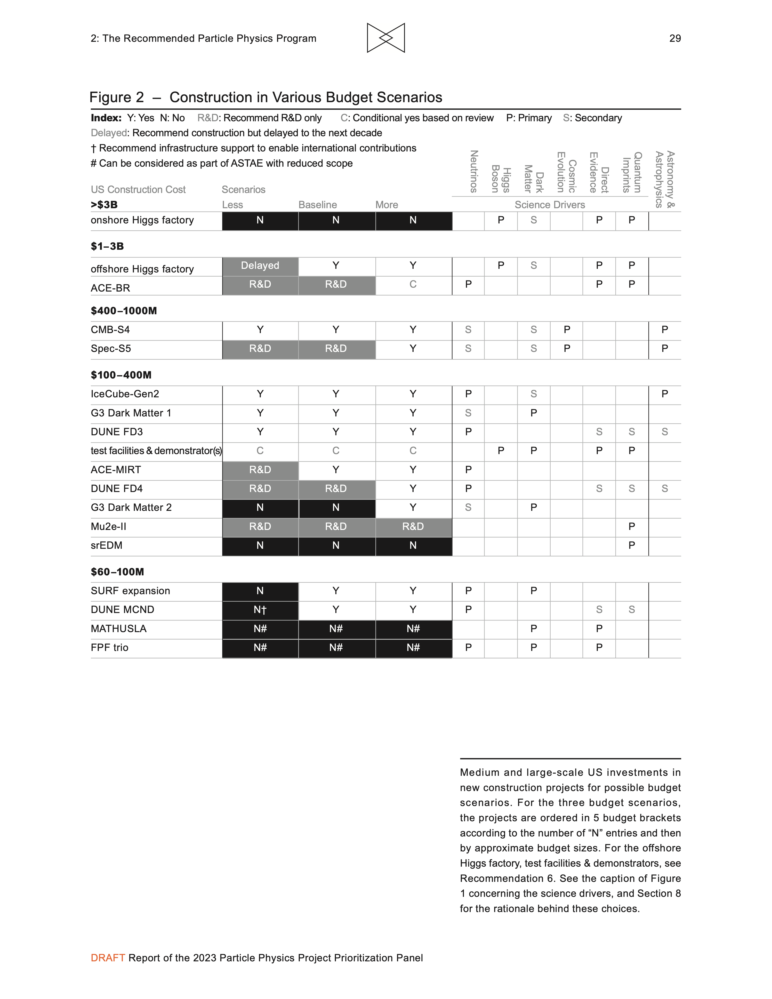 2: The Recommended Particle Physics Program
29
Figure 2 – Construction in Various Budget Scenarios
Index: Y: Yes N: No R&D: Recommend R&D only C: Conditional yes based on review P: Primary S: Secondary
Delayed: Recommend construction but delayed to the next decade
† Recommend infrastructure support to enable international contributions
# Can be considered as part of ASTAE with reduced scope
Neutrinos
Higgs
Boson
Dark
Matter
Cosmic
Evolution
Direct
Evidence
Quantum
Imprints
Astronomy &
Astrophysics
US Construction Cost Scenarios
>$3B Less Baseline More Science Drivers
onshore Higgs factory N N N P S P P
$1–3B
offshore Higgs factory Delayed Y Y P S P P
ACE-BR R&D R&D C P P P
$400–1000M
CMB-S4 Y Y Y S S P P
Spec-S5 R&D R&D Y S S P P
$100–400M
IceCube-Gen2 Y Y Y P S P
G3 Dark Matter 1 Y Y Y S P
DUNE FD3 Y Y Y P S S S
test facilities & demonstrator(s) C C C P P P P
ACE-MIRT R&D Y Y P
DUNE FD4 R&D R&D Y P S S S
G3 Dark Matter 2 N N Y S P
Mu2e-II R&D R&D R&D P
srEDM N N N P
$60–100M
SURF expansion N Y Y P P
DUNE MCND N† Y Y P S S
MATHUSLA N# N# N# P P
FPF trio N# N# N# P P P
Medium and large-scale US investments in
new construction projects for possible budget
scenarios. For the three budget scenarios,
the projects are ordered in 5 budget brackets
according to the number of “N” entries and then
by approximate budget sizes. For the offshore
Higgs factory, test facilities & demonstrators, see
Recommendation 6. See the caption of Figure
1 concerning the science drivers, and Section 8
for the rationale behind these choices.
DRAFT Report of the 2023 Particle Physics Project Prioritization Panel